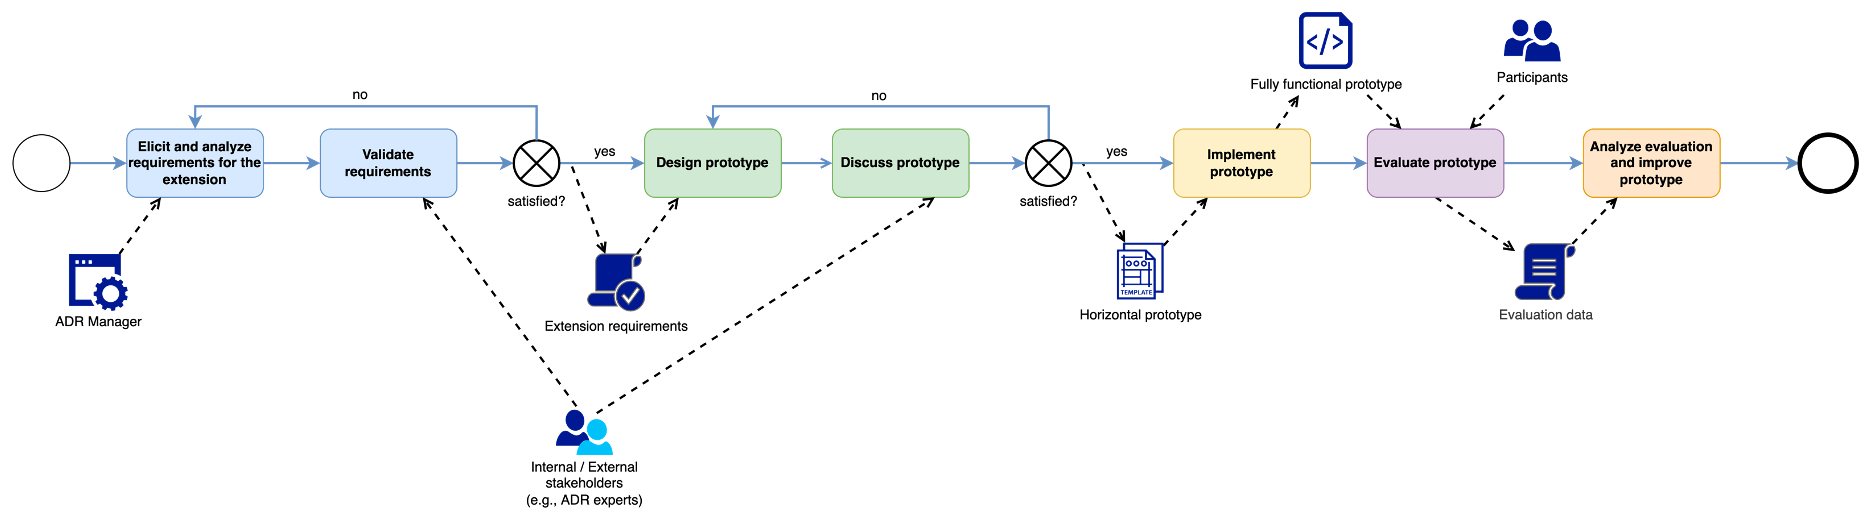 Fully functional prototype
Participants
no
no
Elicit and analyze
requirements for the
extension
Validate
requirements
satisfied?
yes
Design prototype
Discuss prototype
satisfied?
yes
Implement
prototype
Evaluate prototype
Analyze evaluation
and improve
prototype
ADR Manager
Extension requirements
TEMPLATE
Horizontal prototype
Evaluation data
Internal / External
stakeholders
(e.g., ADR experts)